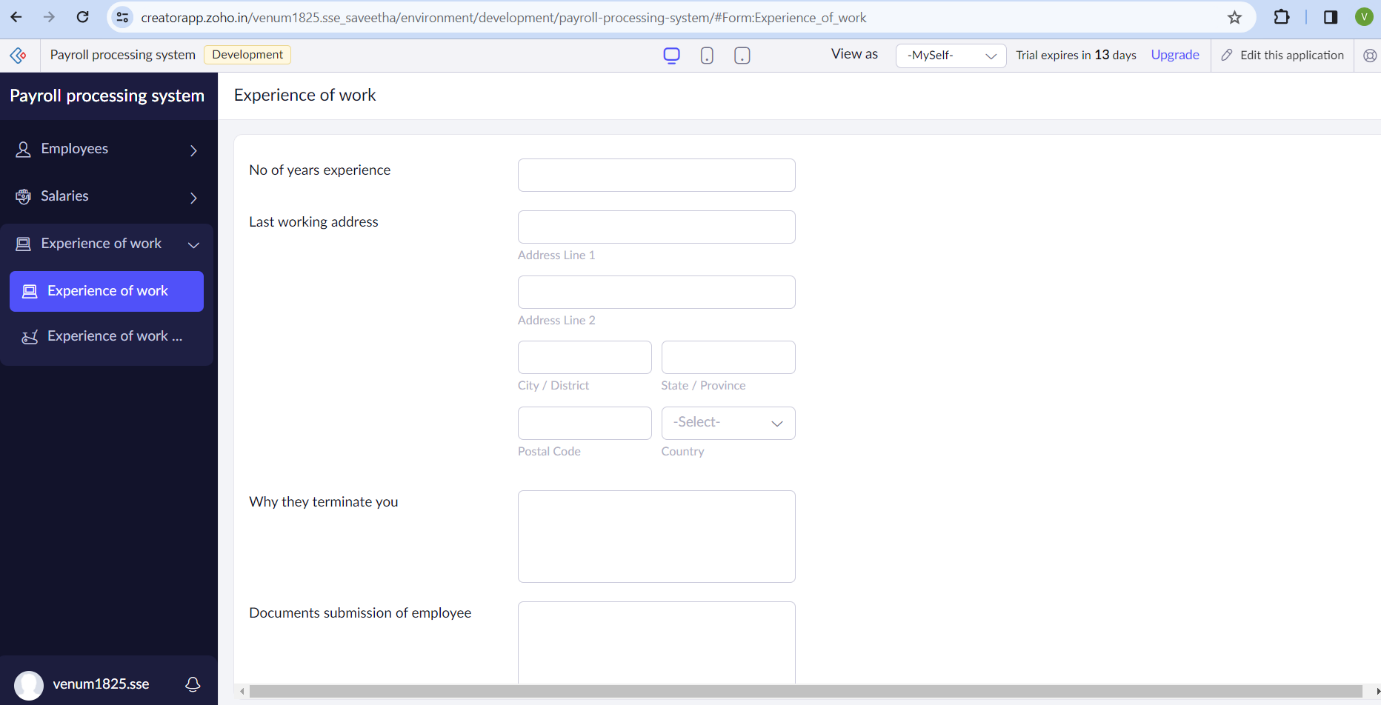 creatorapp.zoho.in/venum1825.sse_saveetha/environment/development/payroll-processing-system/#Form:Experience_of_work
V
Payroll processing system Development View as -MySelf- Trial expires in 13 days Upgrade Edit this application
Payroll processing system
Employees
Salaries
Experience of work
Experience of work
Experience of work ...
venum1825.sse
Experience of work
No of years experience
Last working address
Address Line 1
Address Line 2
City / District State / Province
-Select-
Postal Code Country
Why they terminate you
Documents submission of employee